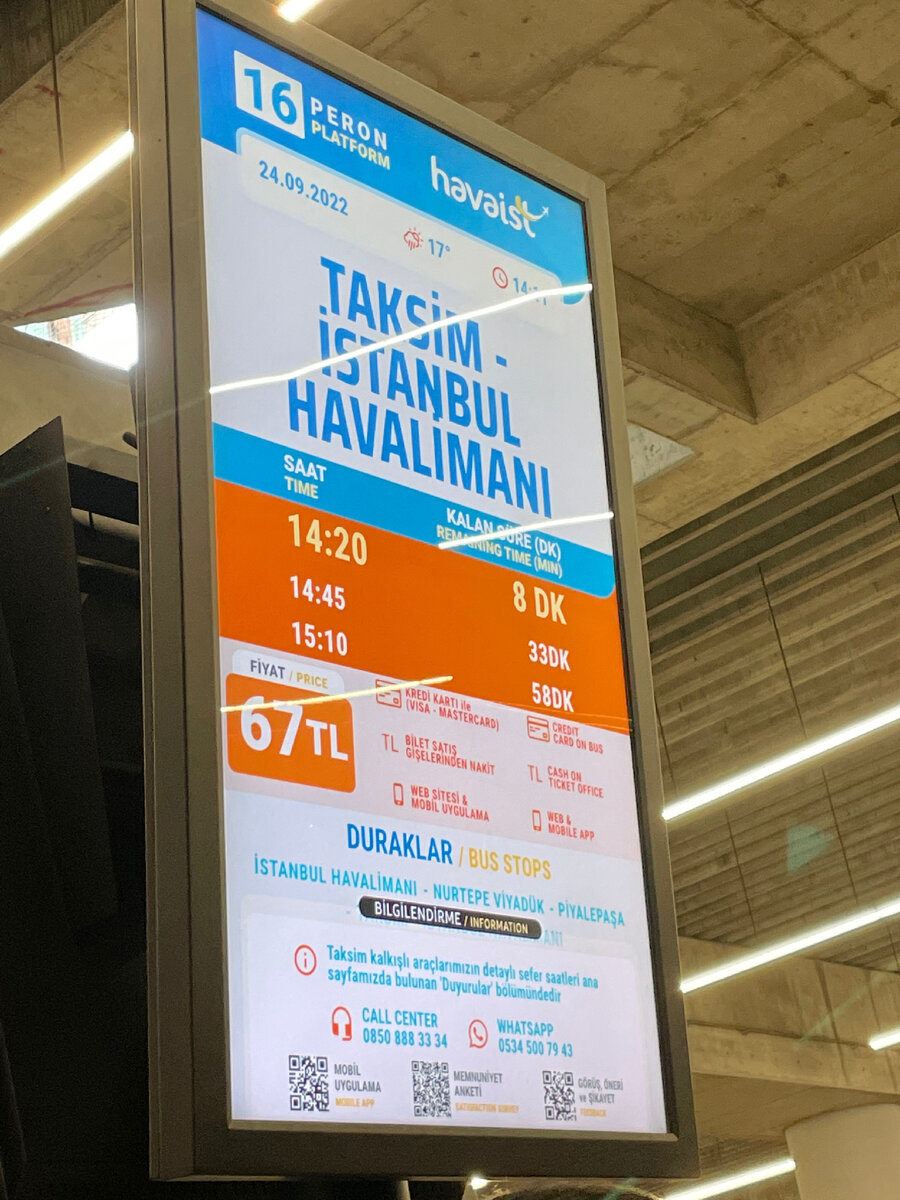 16 PERON
PLATFORM
havaist
24.09.2022
17°
TAKSİM -
İSTANBUL
HAVALİMANI
SAAT
TIME
KALAN SÜRE (DK)
REMAINING TIME (MIN)
14:20 8 DK
14:45 33DK
15:10 58DK
FİYAT / PRICE
67TL
KREDİ KARTI ile
(VISA - MASTERCARD)
CREDIT
CARD ON BUS
TL BİLET SATIŞ
GİŞELERİNDEN NAKİT
TL CASH ON
TICKET OFFICE
WEB SİTESİ &
MOBİL UYGULAMA
WEB &
MOBILE APP
DURAKLAR / BUS STOPS
İSTANBUL HAVALİMANI - NURTEPE VİYADÜK - PİYALEPAŞA
BİLGİLENDİRME / INFORMATION
Taksim kalkışlı araçlarımızın detaylı sefer saatleri ana
sayfamızda bulunan 'Duyurular' bölümündedir
CALL CENTER
0850 888 33 34
WHATSAPP
0534 500 79 43
MOBİL
UYGULAMA
MOBILE APP
MEMNUNİYET
ANKETİ
SATISFACTION SURVEY
GÖRÜŞ, ÖNERİ
ve ŞİKAYET
FEEDBACK